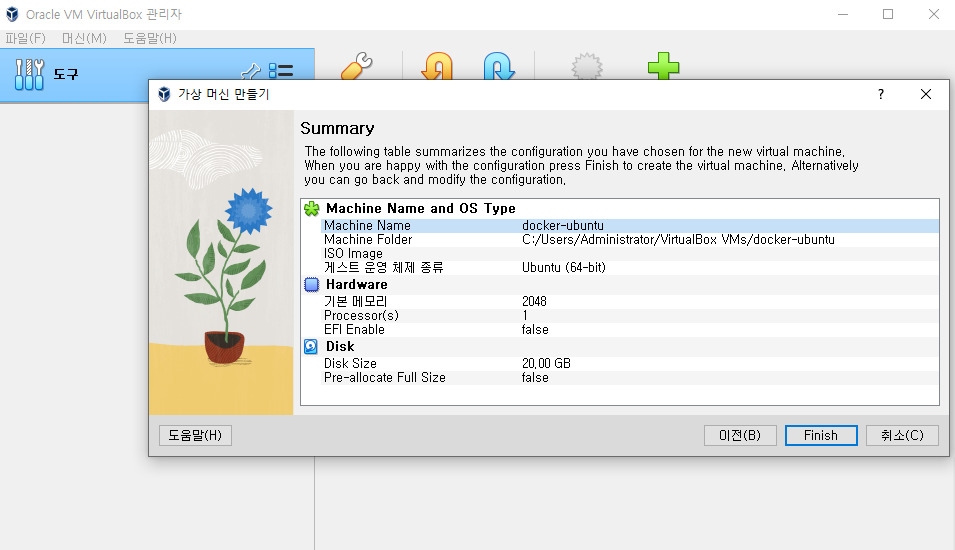 Oracle VM VirtualBox 관리자
파일(F) 머신(M) 도움말(H)
도구
가상 머신 만들기
?
Summary
The following table summarizes the configuration you have chosen for the new virtual machine.
When you are happy with the configuration press Finish to create the virtual machine. Alternatively
you can go back and modify the configuration.
Machine Name and OS Type
Machine Name docker-ubuntu
Machine Folder C:/Users/Administrator/VirtualBox VMs/docker-ubuntu
ISO Image
게스트 운영 체제 종류 Ubuntu (64-bit)
Hardware
기본 메모리 2048
Processor(s) 1
EFI Enable false
Disk
Disk Size 20.00 GB
Pre-allocate Full Size false
도움말(H) 이전(B) Finish 취소(C)